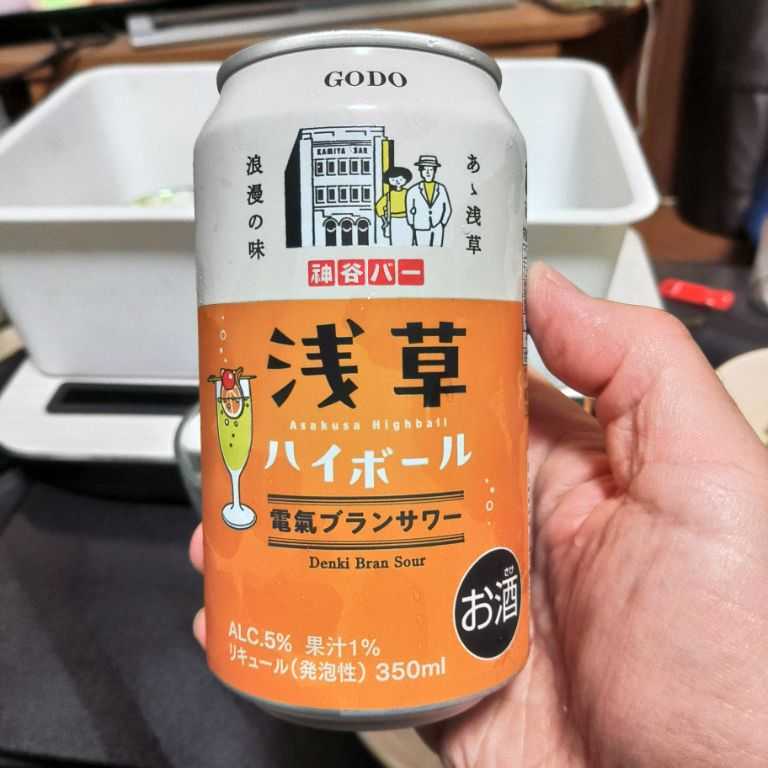 GODO
KAMIYA BAR
あゝ浅草
浪漫の味
神谷バー
浅草
Asakusa Highball
ハイボール
電氣ブランサワー
Denki Bran Sour
さけ
お酒
ALC.5% 果汁1%
リキュール(発泡性) 350ml